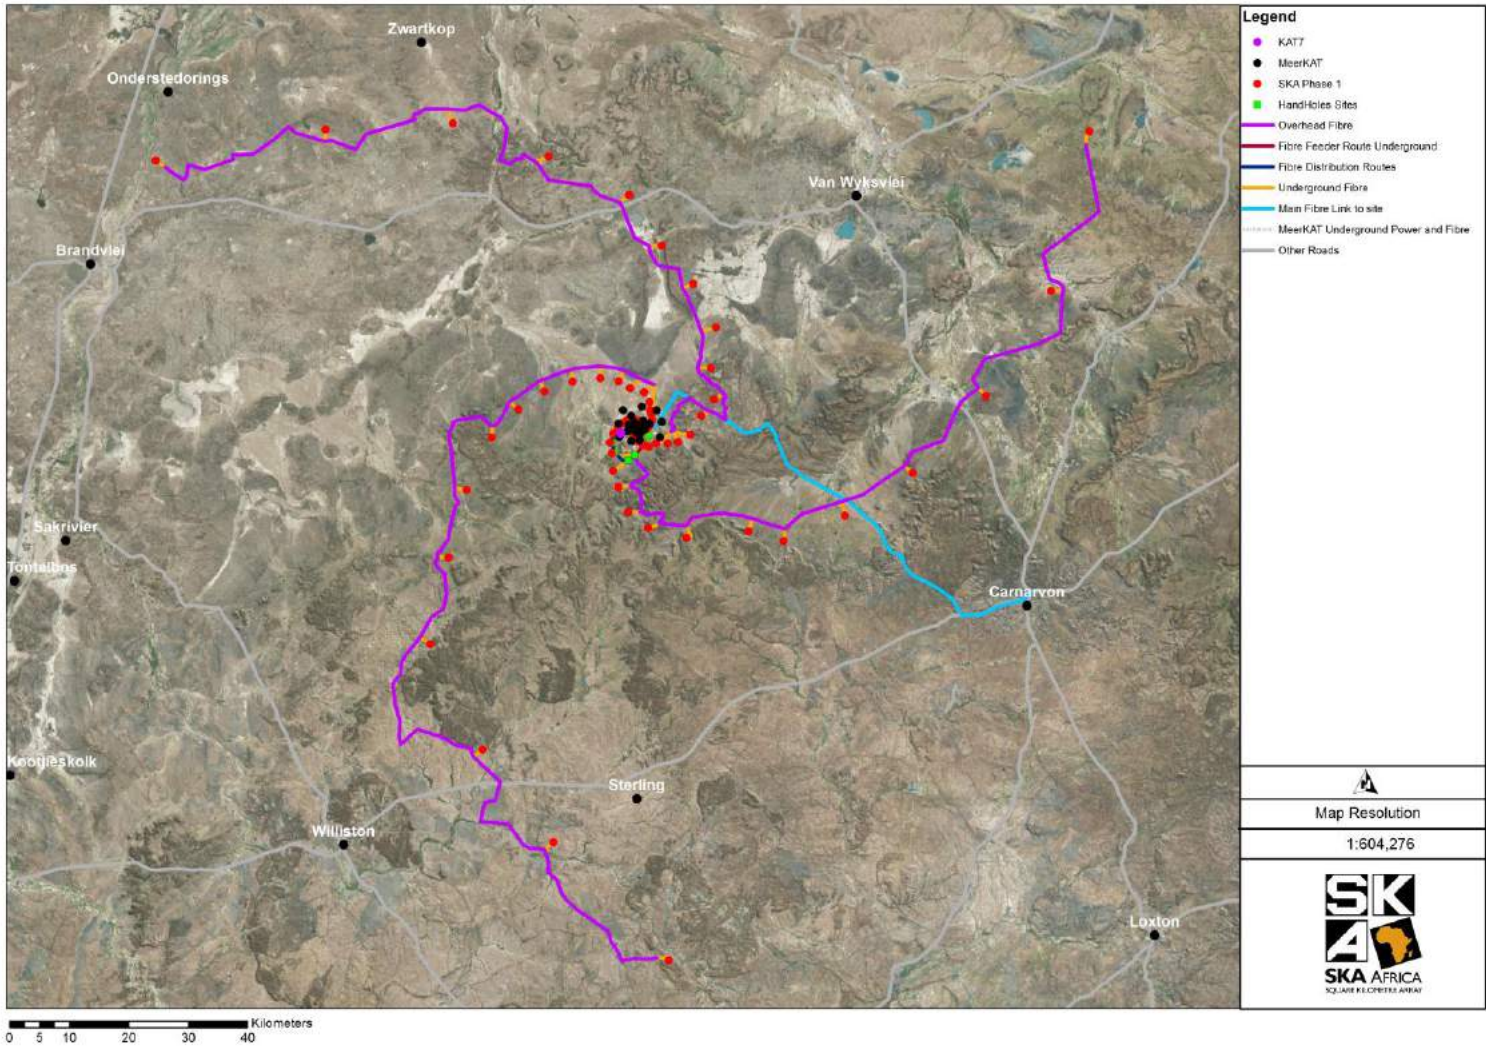 Zwartkop
Onderstedorings
Van Wyksvlei
Brandvlei
Sakrivier
Tontelbos
Carnarvon
Kootjieskolk
Sterling
Williston
Loxton
Legend
KAT7
MeerKAT
SKA Phase 1
HandHoles Sites
Overhead Fibre
Fibre Feeder Route Underground
Fibre Distribution Routes
Underground Fibre
Main Fibre Link to site
MeerKAT Underground Power and Fibre
Other Roads
Map Resolution
1:604,276
SK
A
SKA AFRICA
SQUARE KILOMETRE ARRAY
Kilometers
0 5 10 20 30 40